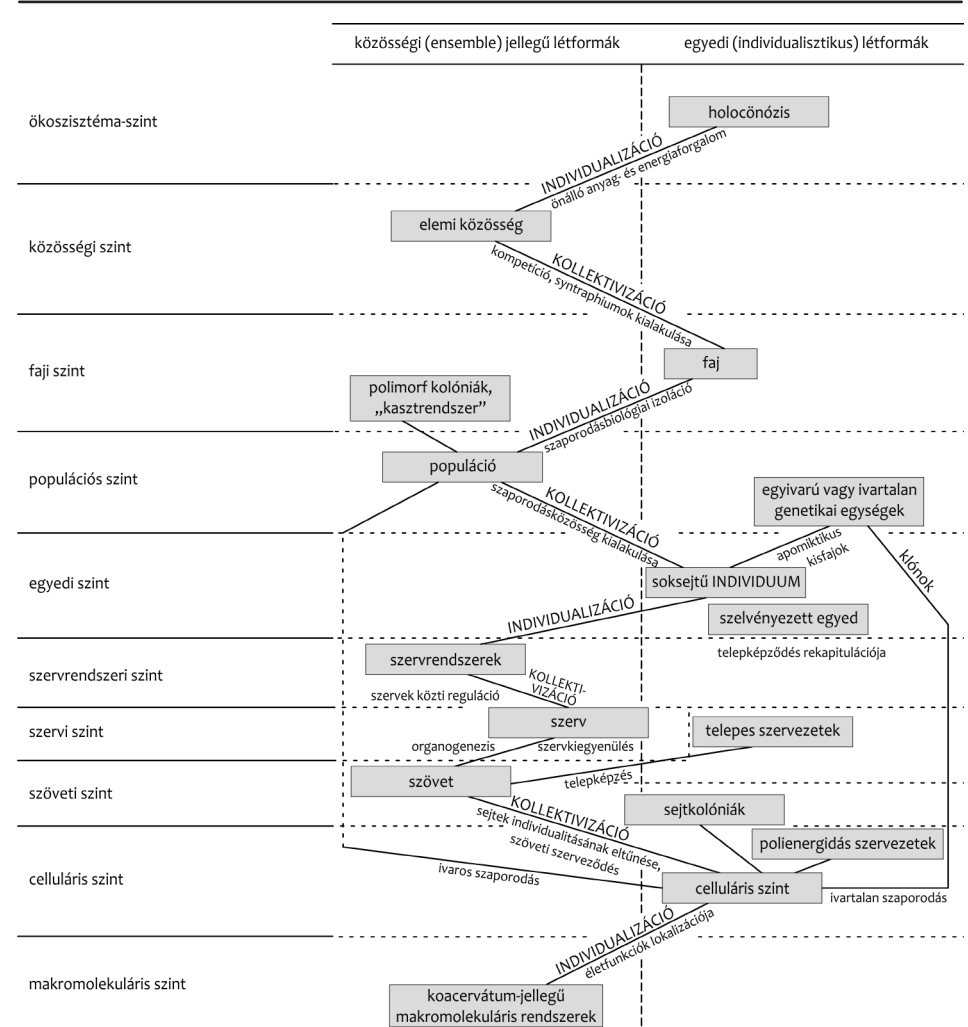 közösségi (ensemble) jellegű létformák
egyedi (individualisztikus) létformák
ökoszisztéma-szint
holocönózis
INDIVIDUALIZÁCIÓ
önálló anyag- és energiaforgalom
közösségi szint
elemi közösség
KOLLEKTIVIZÁCIÓ
kompetíció, syntraphiumok kialakulása
faji szint
faj
polimorf kolóniák,
„kasztrendszer”
INDIVIDUALIZÁCIÓ
szaporodásbiológiai izoláció
populációs szint
populáció
KOLLEKTIVIZÁCIÓ
szaporodásközösség kialakulása
egyivarú vagy ivartalan
genetikai egységek
apomiktikus
kisfajok
klónok
egyedi szint
soksejtű INDIVIDUUM
INDIVIDUALIZÁCIÓ
szelvényezett egyed
telepképződés rekapitulációja
szervrendszeri szint
szervrendszerek
szervek közti reguláció
KOLLEKTI-
VIZÁCIÓ
szervi szint
szerv
telepes szervezetek
organogenezis
szervkiegyenülés
szöveti szint
szövet
telepképzés
KOLLEKTIVIZÁCIÓ
sejtek individualitásának eltűnése,
szöveti szerveződés
sejtkolóniák
polienergidás szervezetek
celluláris szint
ivaros szaporodás
celluláris szint
ivartalan szaporodás
INDIVIDUALIZÁCIÓ
életfunkciók lokalizációja
makromolekuláris szint
koacervátum-jellegű
makromolekuláris rendszerek